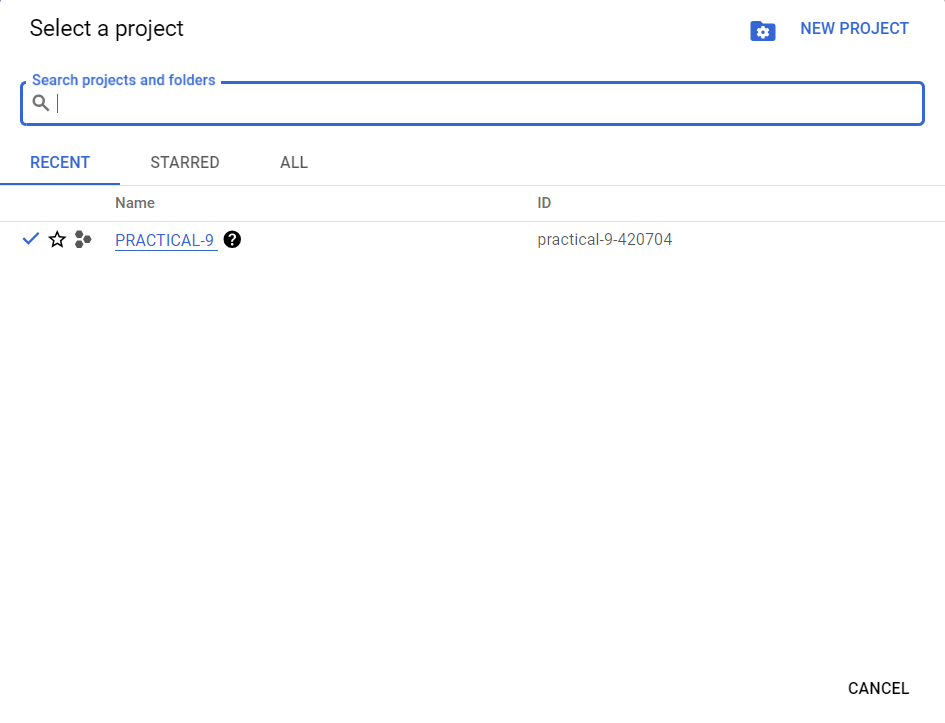 Select a project
NEW PROJECT
Search projects and folders
RECENT STARRED ALL
Name ID
PRACTICAL-9 practical-9-420704
CANCEL